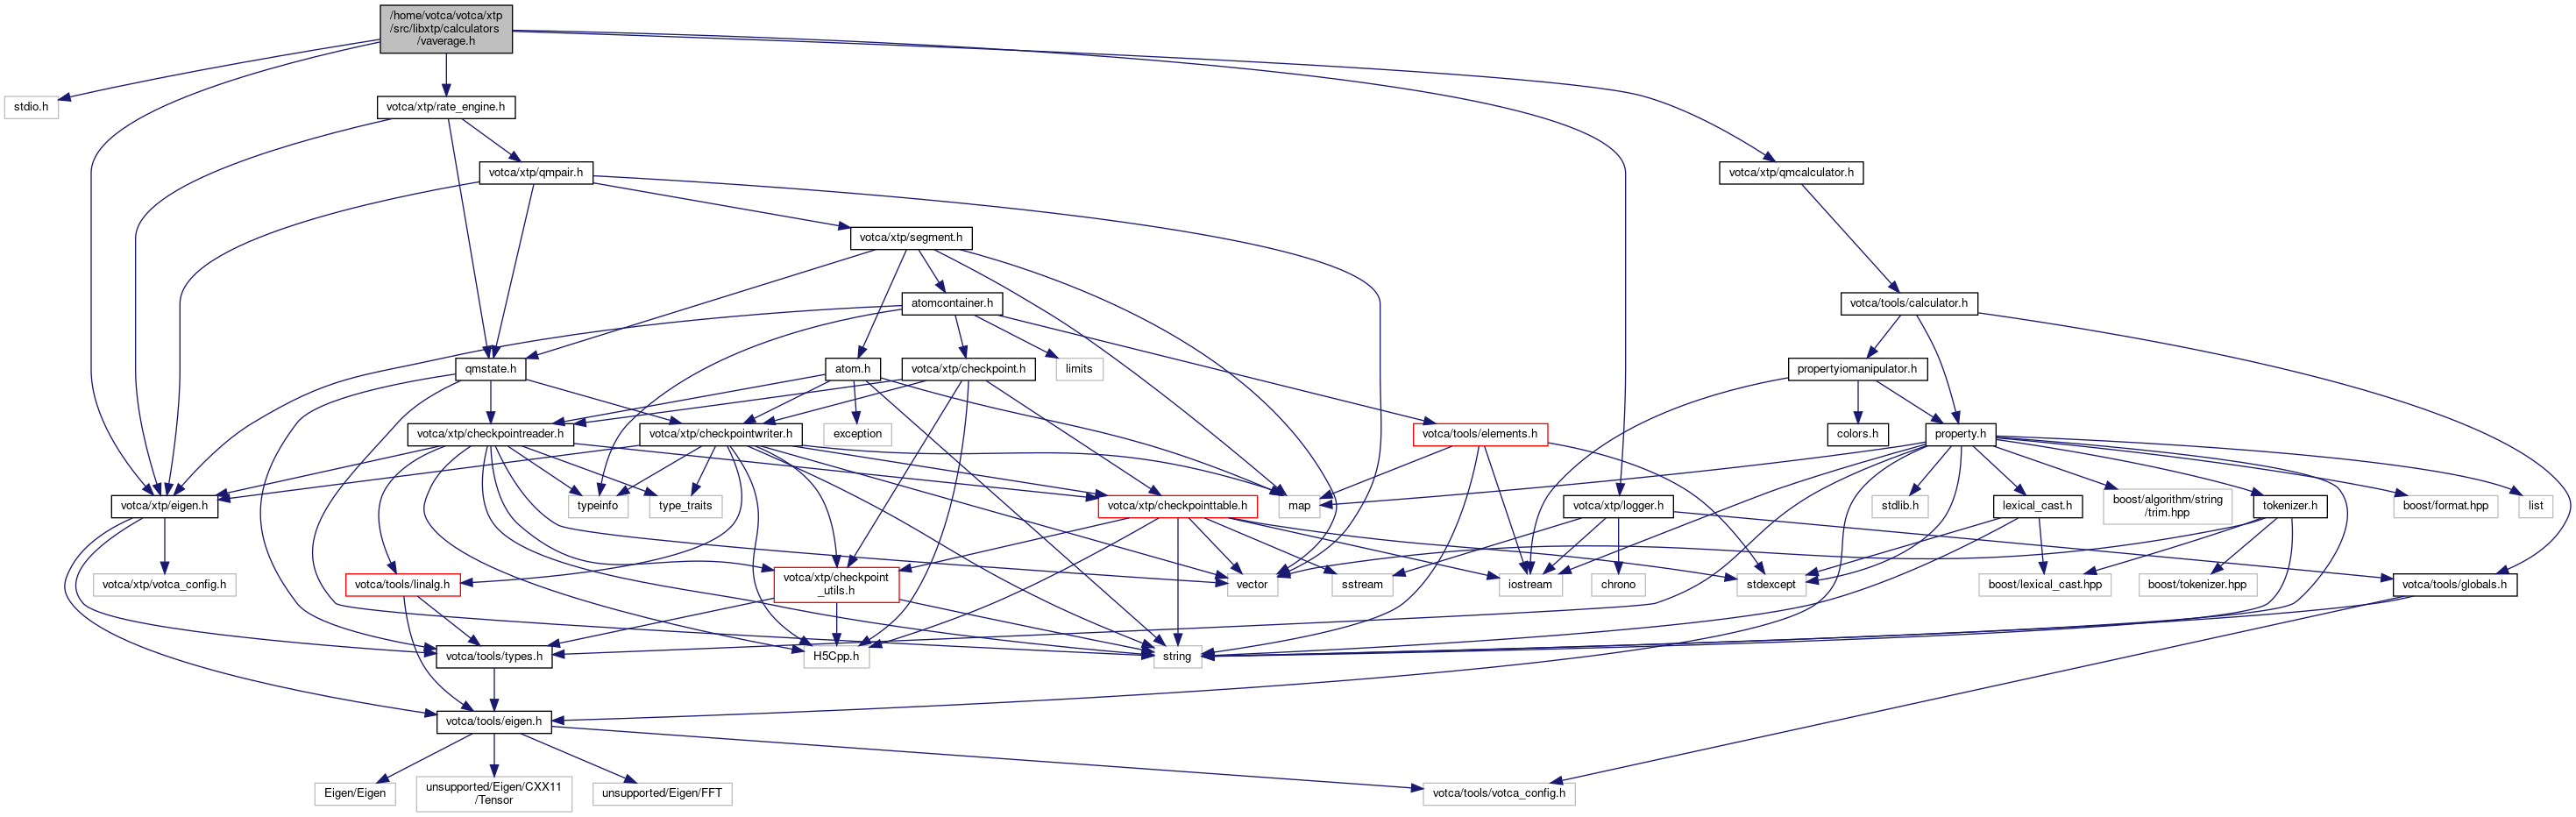 /home/votca/votca/xtp
/src/libxtp/calculators
/vaverage.h
stdio.h
votca/xtp/rate_engine.h
votca/xtp/qmpair.h
votca/xtp/qmcalculator.h
votca/xtp/segment.h
atomcontainer.h
votca/tools/calculator.h
qmstate.h
atom.h
votca/xtp/checkpoint.h
limits
propertyiomanipulator.h
votca/xtp/checkpointreader.h
votca/xtp/checkpointwriter.h
exception
votca/tools/elements.h
colors.h
property.h
votca/xtp/eigen.h
typeinfo
type_traits
votca/xtp/checkpointtable.h
map
votca/xtp/logger.h
stdlib.h
lexical_cast.h
boost/algorithm/string
/trim.hpp
tokenizer.h
boost/format.hpp
list
votca/xtp/votca_config.h
votca/tools/linalg.h
votca/xtp/checkpoint
_utils.h
vector
sstream
iostream
chrono
stdexcept
boost/lexical_cast.hpp
boost/tokenizer.hpp
votca/tools/globals.h
votca/tools/types.h
H5Cpp.h
string
votca/tools/eigen.h
Eigen/Eigen
unsupported/Eigen/CXX11
/Tensor
unsupported/Eigen/FFT
votca/tools/votca_config.h